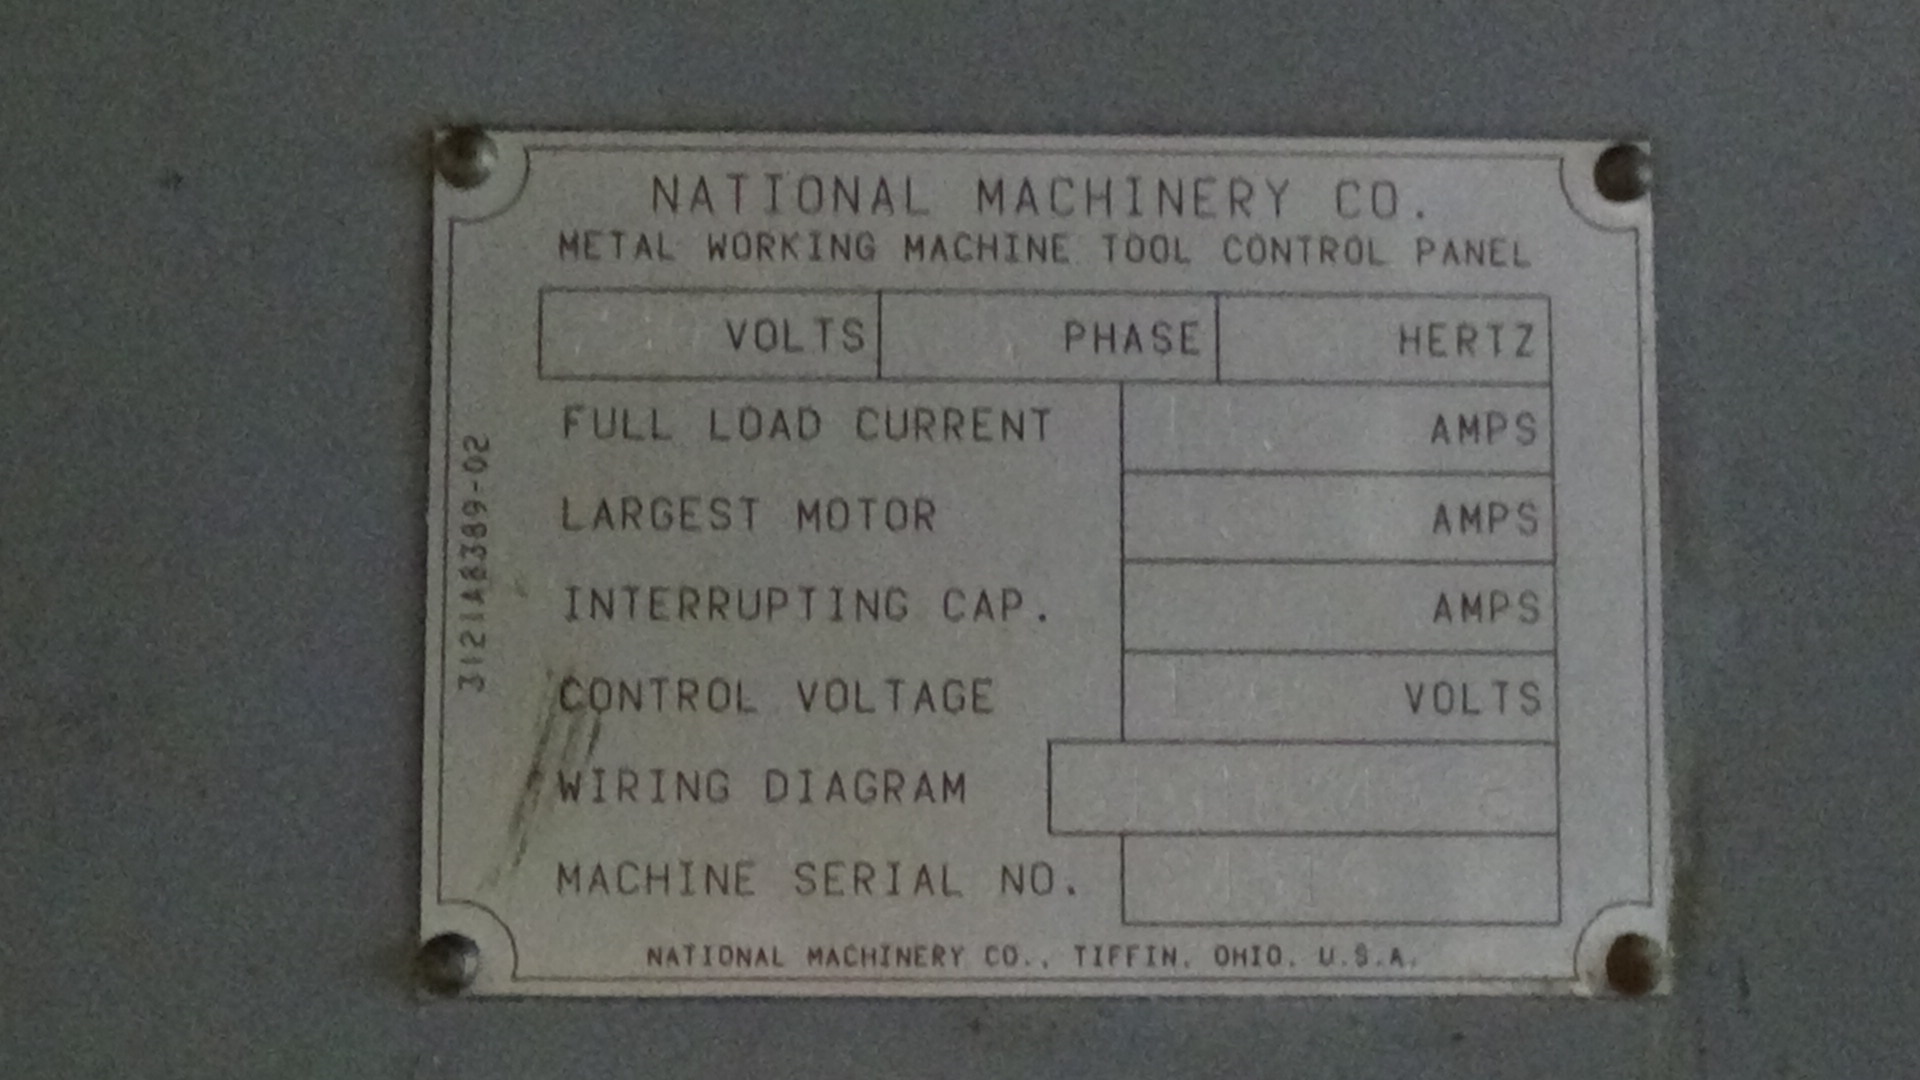 NATIONAL MACHINERY CO.
METAL WORKING MACHINE TOOL CONTROL PANEL
VOLTS PHASE HERTZ
FULL LOAD CURRENT AMPS
LARGEST MOTOR AMPS
INTERRUPTING CAP. AMPS
CONTROL VOLTAGE VOLTS
WIRING DIAGRAM
MACHINE SERIAL NO.
NATIONAL MACHINERY CO., TIFFIN, OHIO, U.S.A.
3121A8389-02